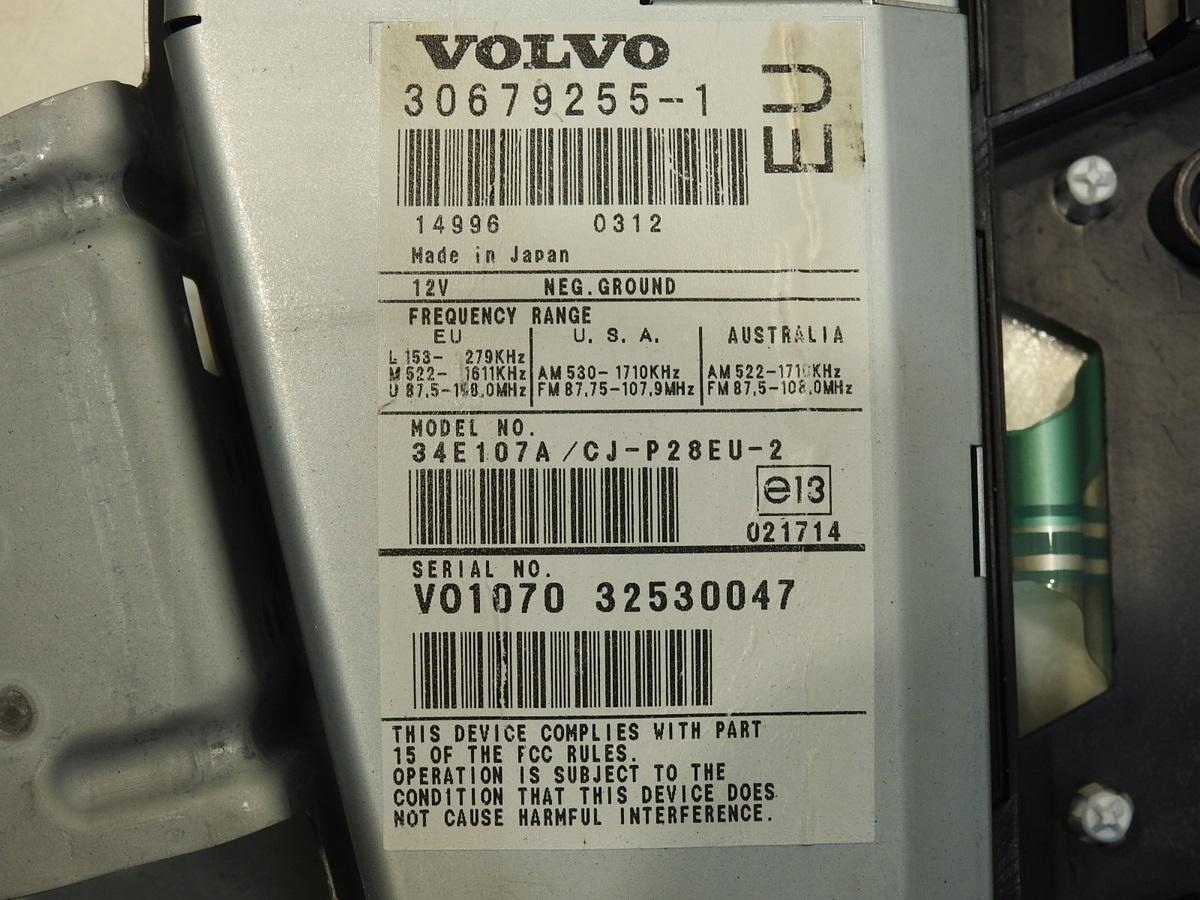 VOLVO
30679255-1
EU
14996 0312
Made in Japan
12V NEG.GROUND
FREQUENCY RANGE
EU U. S. A. AUSTRALIA
L 153- 279KHz
M 522- 1611KHz AM 530-1710KHz AM 522-1710KHz
U 87.5-108.0MHz FM 87.75-107.9MHz FM 87.5-108.0MHz
MODEL NO.
34E107A/CJ-P28EU-2
e13
021714
SERIAL NO.
VO1070 32530047
THIS DEVICE COMPLIES WITH PART
15 OF THE FCC RULES.
OPERATION IS SUBJECT TO THE
CONDITION THAT THIS DEVICE DOES
NOT CAUSE HARMFUL INTERFERENCE.